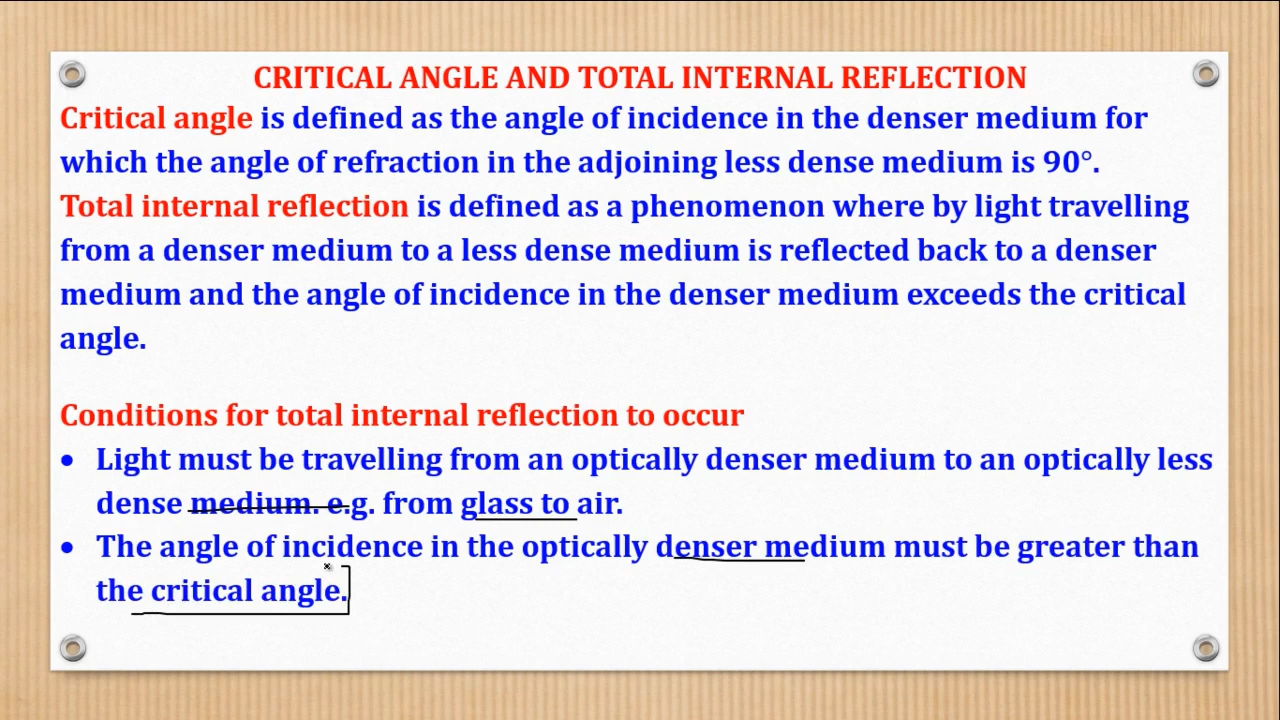 CRITICAL ANGLE AND TOTAL INTERNAL REFLECTION
Critical angle is defined as the angle of incidence in the denser medium for
which the angle of refraction in the adjoining less dense medium is 90°.
Total internal reflection is defined as a phenomenon where by light travelling
from a denser medium to a less dense medium is reflected back to a denser
medium and the angle of incidence in the denser medium exceeds the critical
angle.
Conditions for total internal reflection to occur
• Light must be travelling from an optically denser medium to an optically less
dense medium. e.g. from glass to air.
• The angle of incidence in the optically denser medium must be greater than
the critical angle.